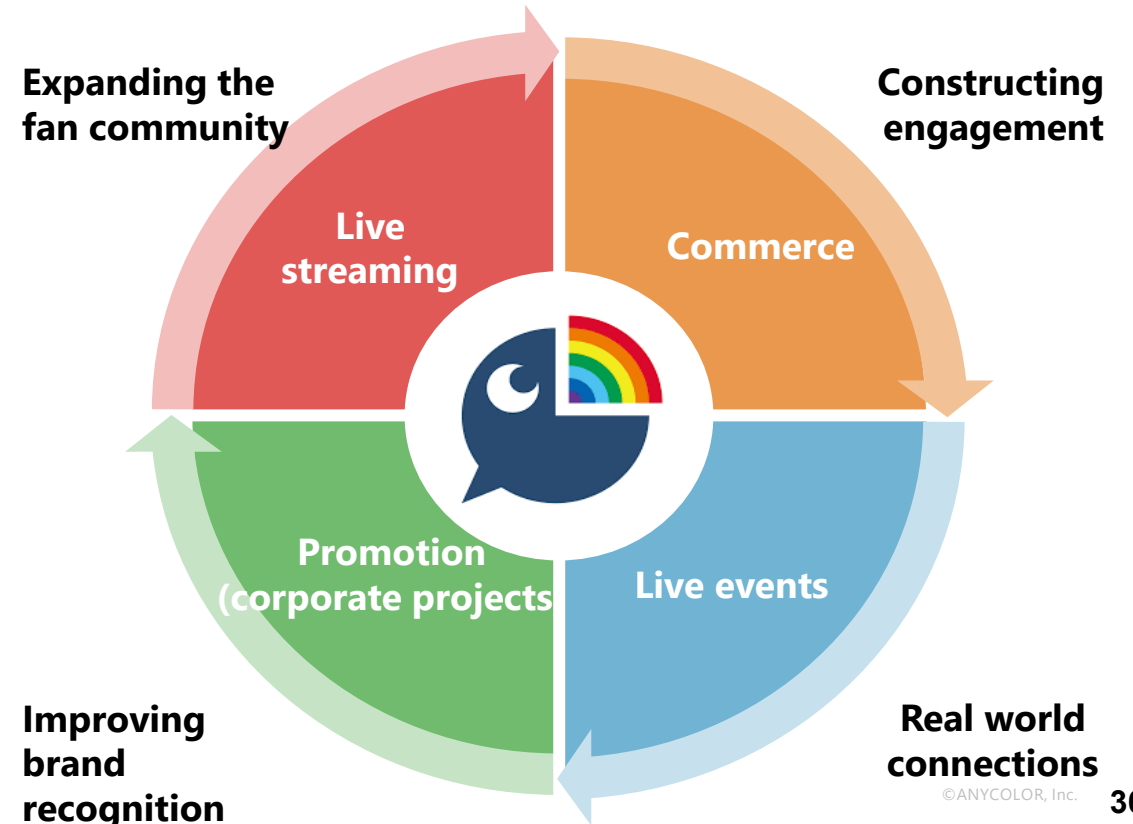 Expanding the
fan community
Constructing
engagement
Live
streaming
Commerce
Promotion
(corporate projects
Live events
Improving
brand
recognition
Real world
connections
©ANYCOLOR, Inc.